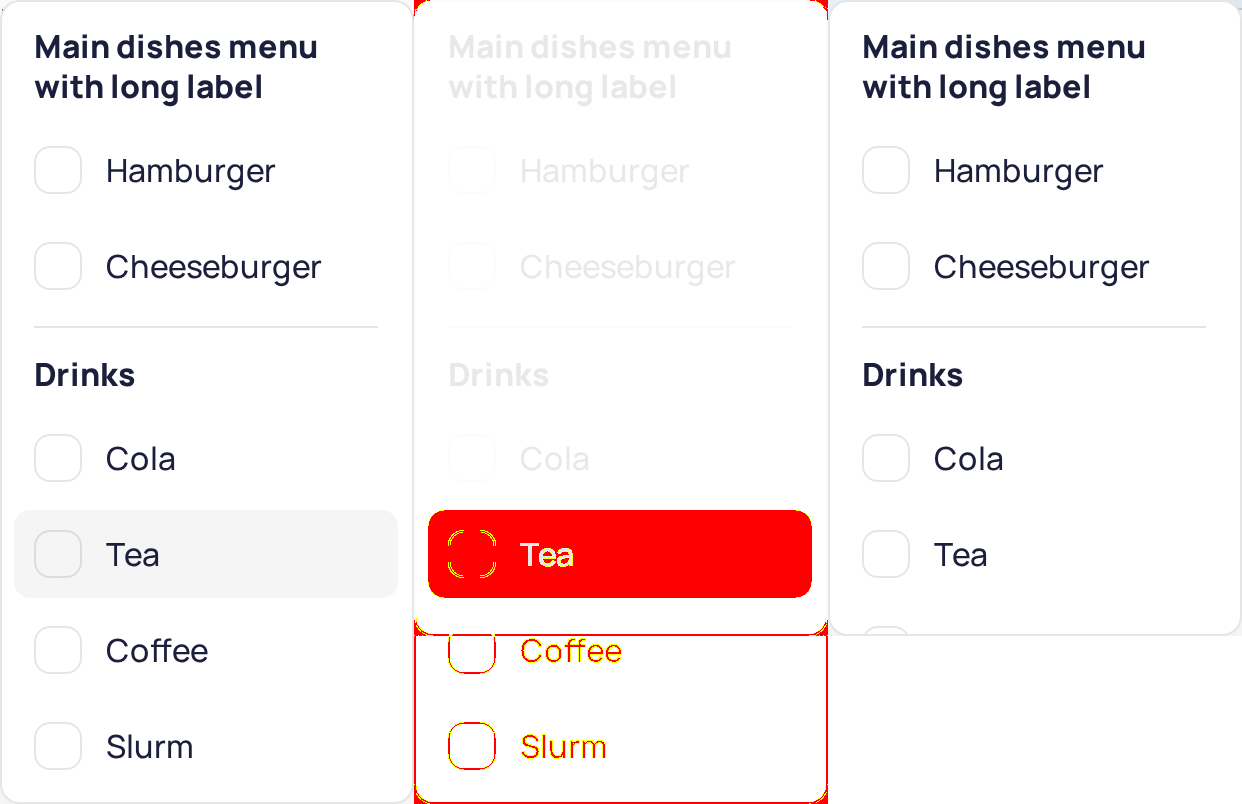 Main dishes menu
with long label
Hamburger
Cheeseburger
Drinks
Cola
Tea
Coffee
Slurm
Main dishes menu
with long label
Hamburger
Cheeseburger
Drinks
Cola
Tea
Coffee
Slurm
Main dishes menu
with long label
Hamburger
Cheeseburger
Drinks
Cola
Tea